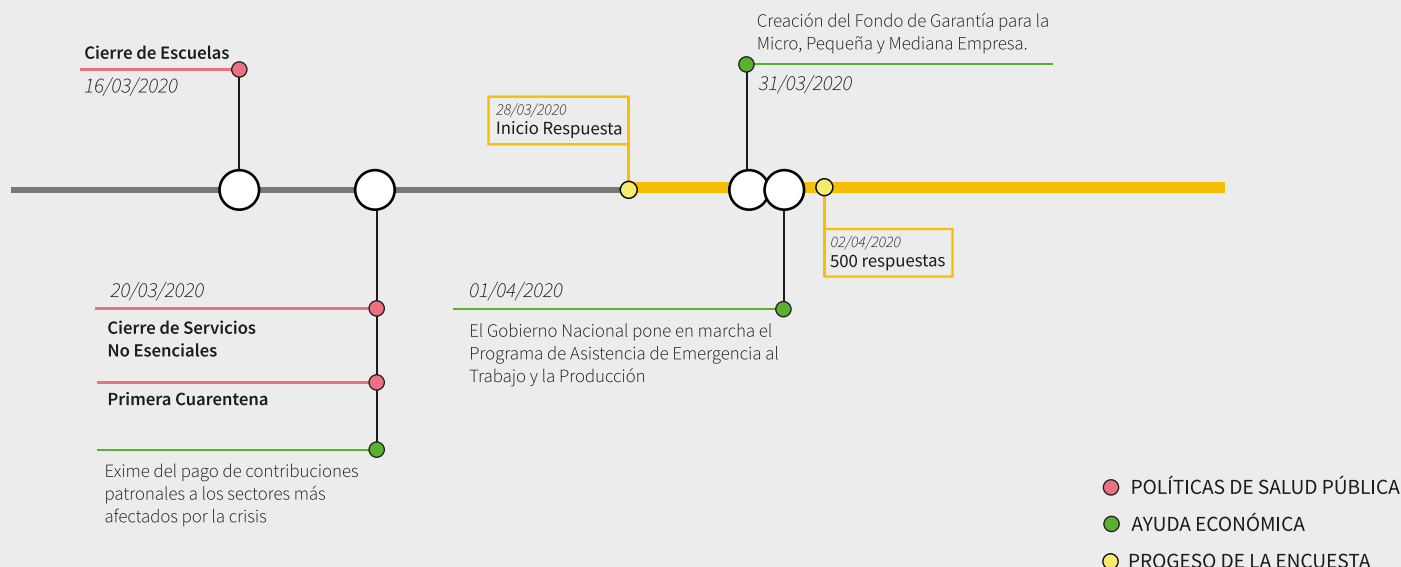 Cierre de Escuelas
16/03/2020
Creación del Fondo de Garantía para la
Micro, Pequeña y Mediana Empresa.
31/03/2020
28/03/2020
Inicio Respuesta
02/04/2020
500 respuestas
20/03/2020
Cierre de Servicios
No Esenciales
Primera Cuarentena
Exime del pago de contribuciones
patronales a los sectores más
afectados por la crisis
01/04/2020
El Gobierno Nacional pone en marcha el
Programa de Asistencia de Emergencia al
Trabajo y la Producción
POLÍTICAS DE SALUD PÚBLICA
AYUDA ECONÓMICA
PROGESO DE LA ENCUESTA